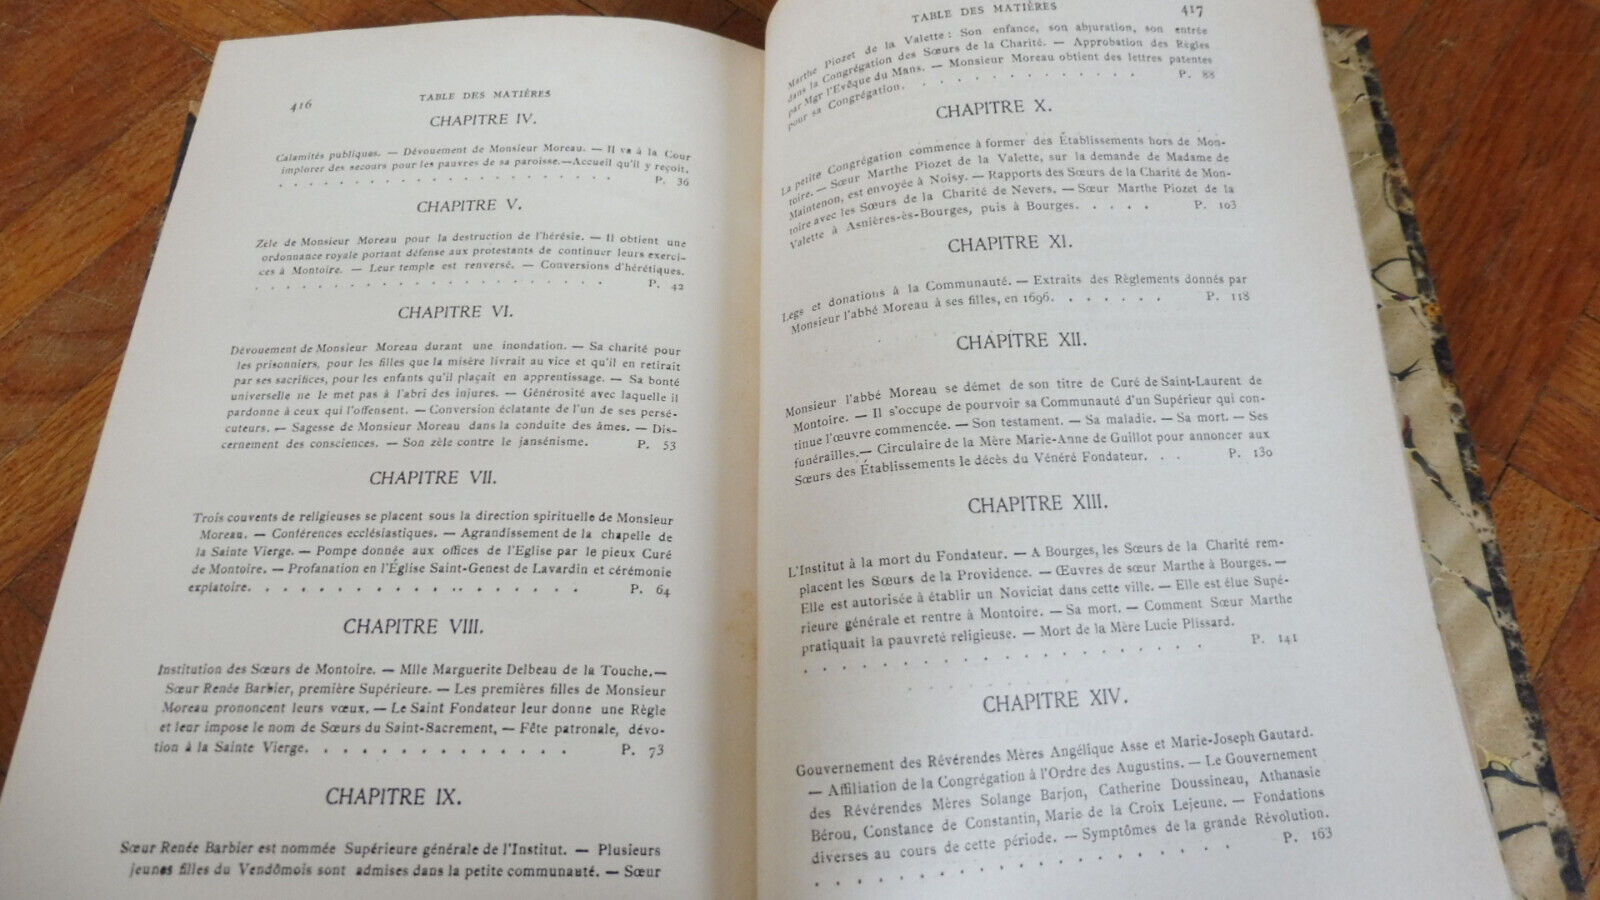 416
TABLE DES MATIÈRES
CHAPITRE IV.
Calamités publiques. — Dévouement de Monsieur Moreau. — Il va à la Cour
implorer des secours pour les pauvres de sa paroisse.—Accueil qu'il y reçoit,
. . . . . . . . . . . . . . . . . . P. 36
CHAPITRE V.
Zèle de Monsieur Moreau pour la destruction de l'hérésie. — Il obtient une
ordonnance royale portant défense aux protestants de continuer leurs exerci-
ces à Montoire. — Leur temple est renversé. — Conversions d'hérétiques.
. . . . . . . . . . . . . . . . . . . P. 42
CHAPITRE VI.
Dévouement de Monsieur Moreau durant une inondation. — Sa charité pour
les prisonniers, pour les filles que la misère livrait au vice et qu'il en retirait
par ses sacrifices, pour les enfants qu'il plaçait en apprentissage. — Sa bonté
universelle ne le met pas à l'abri des injures. — Générosité avec laquelle il
pardonne à ceux qui l'offensent. — Conversion éclatante de l'un de ses persé-
cuteurs. — Sagesse de Monsieur Moreau dans la conduite des âmes. — Dis-
cernement des consciences. — Son zèle contre le jansénisme. P. 53
CHAPITRE VII.
Trois couvents de religieuses se placent sous la direction spirituelle de Monsieur
Moreau. — Conférences ecclésiastiques. — Agrandissement de la chapelle de
la Sainte Vierge. — Pompe donnée aux offices de l'Eglise par le pieux Curé
de Montoire. — Profanation en l'Église Saint-Genest de Lavardin et cérémonie
expiatoire. . . . . . . . . . . . . . . P. 64
CHAPITRE VIII.
Institution des Sœurs de Montoire. — Mlle Marguerite Delbeau de la Touche.—
Sœur Renée Barbier, première Supérieure. — Les premières filles de Monsieur
Moreau prononcent leurs vœux. — Le Saint Fondateur leur donne une Règle
et leur impose le nom de Sœurs du Saint-Sacrement, — Fête patronale, dévo-
tion à la Sainte Vierge. . . . . . . . . . . . . P. 73
CHAPITRE IX.
Sœur Renée Barbier est nommée Supérieure générale de l'Institut. — Plusieurs
jeunes filles du Vendômois sont admises dans la petite communauté. — Sœur
TABLE DES MATIÈRES
417
Marthe Piozet de la Valette : Son enfance, son abjuration, son entrée
dans la Congrégation des Sœurs de la Charité. — Approbation des Règles
par Mgr l'Evêque du Mans. — Monsieur Moreau obtient des lettres patentes
pour sa Congrégation. . . . . . . . . . . . P. 88
CHAPITRE X.
La petite Congrégation commence à former des Établissements hors de Mon-
toire. — Sœur Marthe Piozet de la Valette, sur la demande de Madame de
Maintenon, est envoyée à Noisy. — Rapports des Sœurs de la Charité de Mon-
toire avec les Sœurs de la Charité de Nevers. — Sœur Marthe Piozet de la
Valette à Asnières-ès-Bourges, puis à Bourges. . . . . P. 103
CHAPITRE XI.
Legs et donations à la Communauté. — Extraits des Règlements donnés par
Monsieur l'abbé Moreau à ses filles, en 1696. . . . . . . P. 118
CHAPITRE XII.
Monsieur l'abbé Moreau se démet de son titre de Curé de Saint-Laurent de
Montoire. — Il s'occupe de pourvoir sa Communauté d'un Supérieur qui con-
tinue l'œuvre commencée. — Son testament. — Sa maladie. — Sa mort. — Ses
funérailles.— Circulaire de la Mère Marie-Anne de Guillot pour annoncer aux
Sœurs des Établissements le décès du Vénéré Fondateur. . . P. 130
CHAPITRE XIII.
L'Institut à la mort du Fondateur. — A Bourges, les Sœurs de la Charité rem-
placent les Sœurs de la Providence. — Œuvres de sœur Marthe à Bourges. —
Elle est autorisée à établir un Noviciat dans cette ville. — Elle est élue Supé-
rieure générale et rentre à Montoire. — Sa mort. — Comment Sœur Marthe
pratiquait la pauvreté religieuse. — Mort de la Mère Lucie Plissard.
. . . . . . . . . . . . . . . . . . . P. 141
CHAPITRE XIV.
Gouvernement des Révérendes Mères Angélique Asse et Marie-Joseph Gautard.
— Affiliation de la Congrégation à l'Ordre des Augustins. — Le Gouvernement
des Révérendes Mères Solange Barjon, Catherine Doussineau, Athanasie
Bérou, Constance de Constantin, Marie de la Croix Lejeune. — Fondations
diverses au cours de cette période. — Symptômes de la grande Révolution.
. . . . . . . . . . . . . . . . . . . P. 163